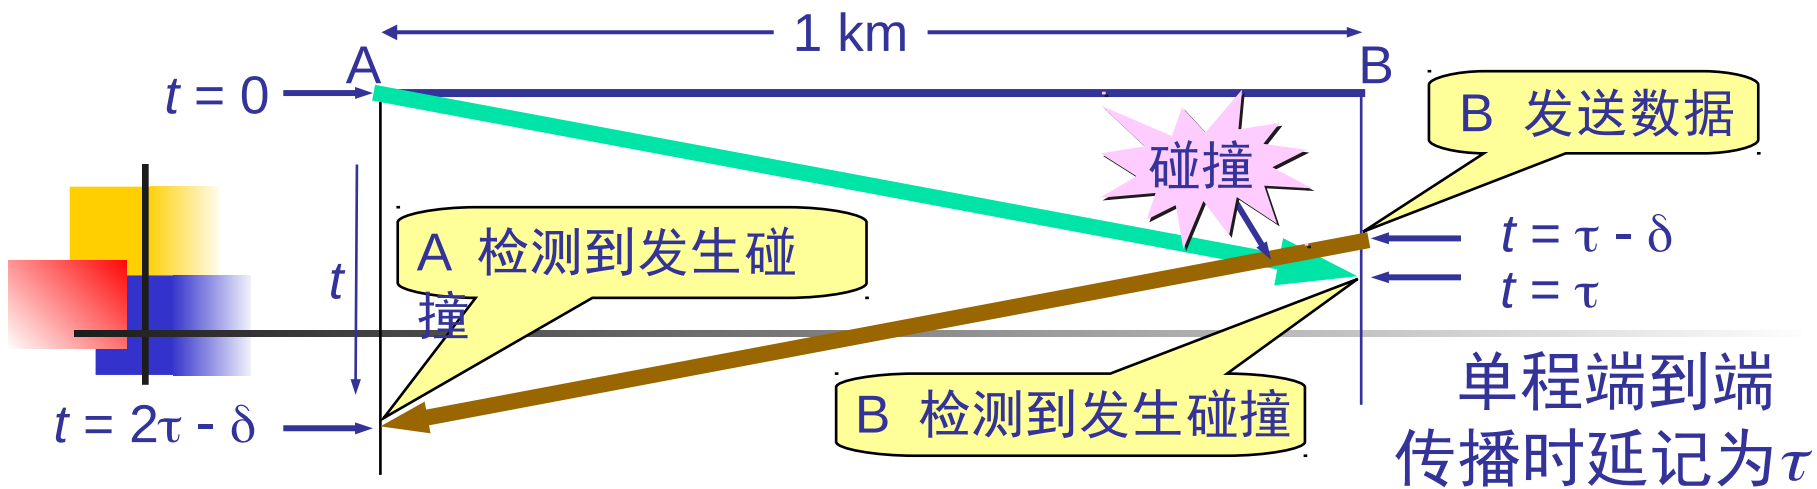 1 km
A
B
t = 0
B 发送数据
碰撞
t = τ - δ
A 检测到发生碰
撞
t
t = τ
B 检测到发生碰撞
单程端到端
传播时延记为τ
t = 2τ - δ